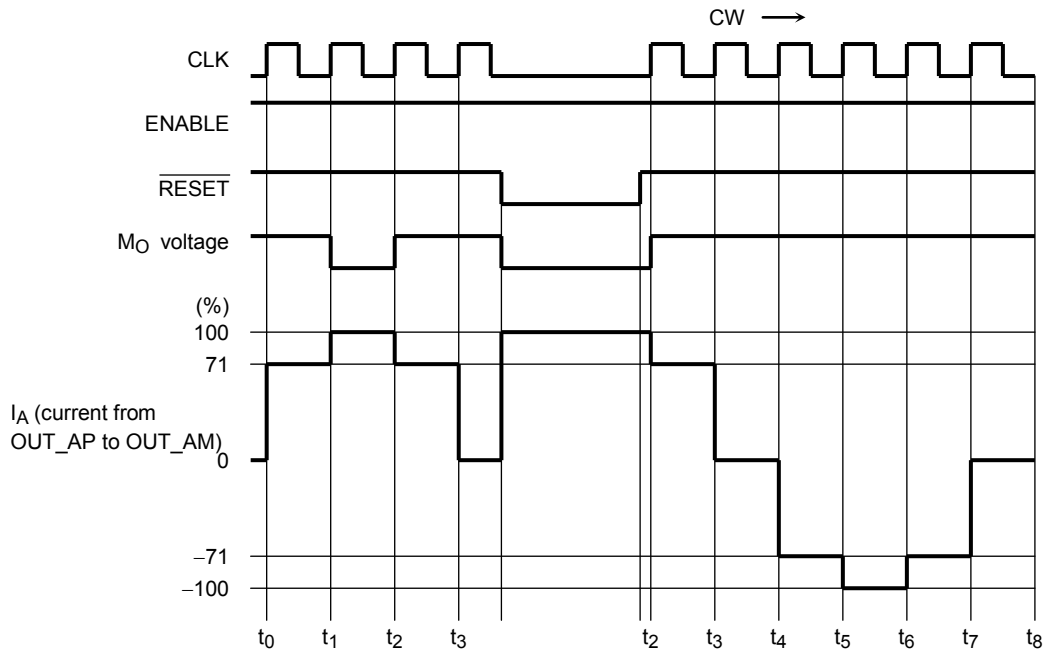 CW →
CLK
ENABLE
RESET
MO voltage
(%)
100
71
IA (current from
OUT_AP to OUT_AM)
0
−71
−100
t0 t1 t2 t3 t2 t3 t4 t5 t6 t7 t8